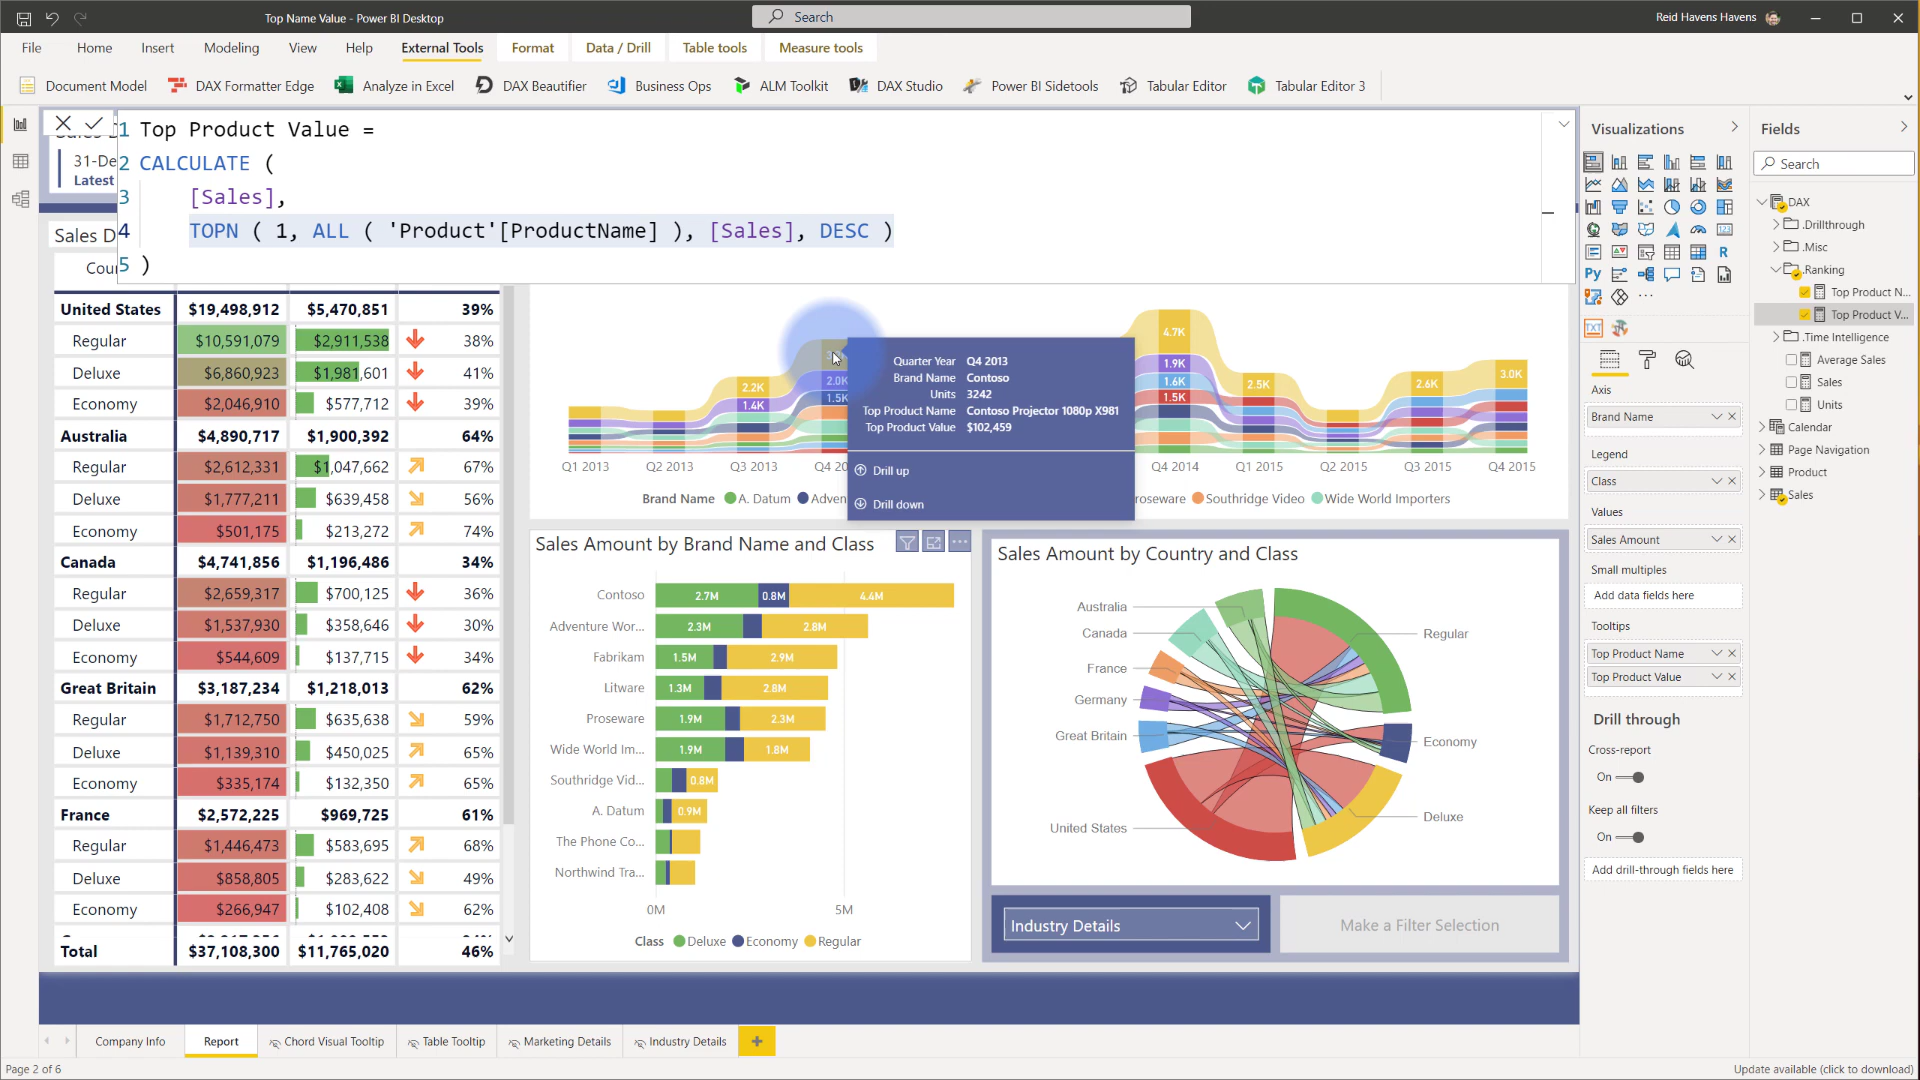 Top Name Value - Power BI Desktop
Search
Reid Havens Havens
File Home Insert Modeling View Help External Tools Format Data / Drill Table tools Measure tools
Document Model DAX Formatter Edge Analyze in Excel DAX Beautifier Business Ops ALM Toolkit DAX Studio Power BI Sidetools Tabular Editor Tabular Editor 3
1 Top Product Value =
2 CALCULATE (
3 [Sales],
4 TOPN ( 1, ALL ( 'Product'[ProductName] ), [Sales], DESC )
5 )
31-De
Latest
Sales D
Cou
United States $19,498,912 $5,470,851 39%
Regular $10,591,079 $2,911,538 38%
Deluxe $6,860,923 $1,981,601 41%
Economy $2,046,910 $577,712 39%
Australia $4,890,717 $1,900,392 64%
Regular $2,612,331 $1,047,662 67%
Deluxe $1,777,211 $639,458 56%
Economy $501,175 $213,272 74%
Canada $4,741,856 $1,196,486 34%
Regular $2,659,317 $700,125 36%
Deluxe $1,537,930 $358,646 30%
Economy $544,609 $137,715 34%
Great Britain $3,187,234 $1,218,013 62%
Regular $1,712,750 $635,638 59%
Deluxe $1,139,310 $450,025 65%
Economy $335,174 $132,350 65%
France $2,572,225 $969,725 61%
Regular $1,446,473 $583,695 68%
Deluxe $858,805 $283,622 49%
Economy $266,947 $102,408 62%
Total $37,108,300 $11,765,020 46%
2.2K
1.4K
2.0K
1.5K
4.7K
1.9K
1.6K
1.5K
2.5K
2.6K
3.0K
Quarter Year Q4 2013
Brand Name Contoso
Units 3242
Top Product Name Contoso Projector 1080p X981
Top Product Value $102,459
Drill up
Drill down
Q1 2013 Q2 2013 Q3 2013 Q4 20 Q4 2014 Q1 2015 Q2 2015 Q3 2015 Q4 2015
Brand Name A. Datum Adven roseware Southridge Video Wide World Importers
Sales Amount by Brand Name and Class
Contoso 2.7M 0.8M 4.4M
Adventure Wor... 2.3M 2.8M
Fabrikam 1.5M 2.9M
Litware 1.3M 2.8M
Proseware 1.9M 2.3M
Wide World Im... 1.9M 1.8M
Southridge Vid... 0.8M
A. Datum 0.9M
The Phone Co...
Northwind Tra...
0M 5M
Class Deluxe Economy Regular
Sales Amount by Country and Class
Australia
Canada
France
Germany
Great Britain
United States
Regular
Economy
Deluxe
Industry Details
Make a Filter Selection
Visualizations
R
Py
TXT
Axis
Brand Name
Legend
Class
Values
Sales Amount
Small multiples
Add data fields here
Tooltips
Top Product Name
Top Product Value
Drill through
Cross-report
On
Keep all filters
On
Add drill-through fields here
Fields
Search
DAX
.Drillthrough
.Misc
.Ranking
Top Product N...
Top Product V...
.Time Intelligence
Average Sales
Sales
Units
Calendar
Page Navigation
Product
Sales
Company Info Report Chord Visual Tooltip Table Tooltip Marketing Details Industry Details +
Page 2 of 6
Update available (click to download)